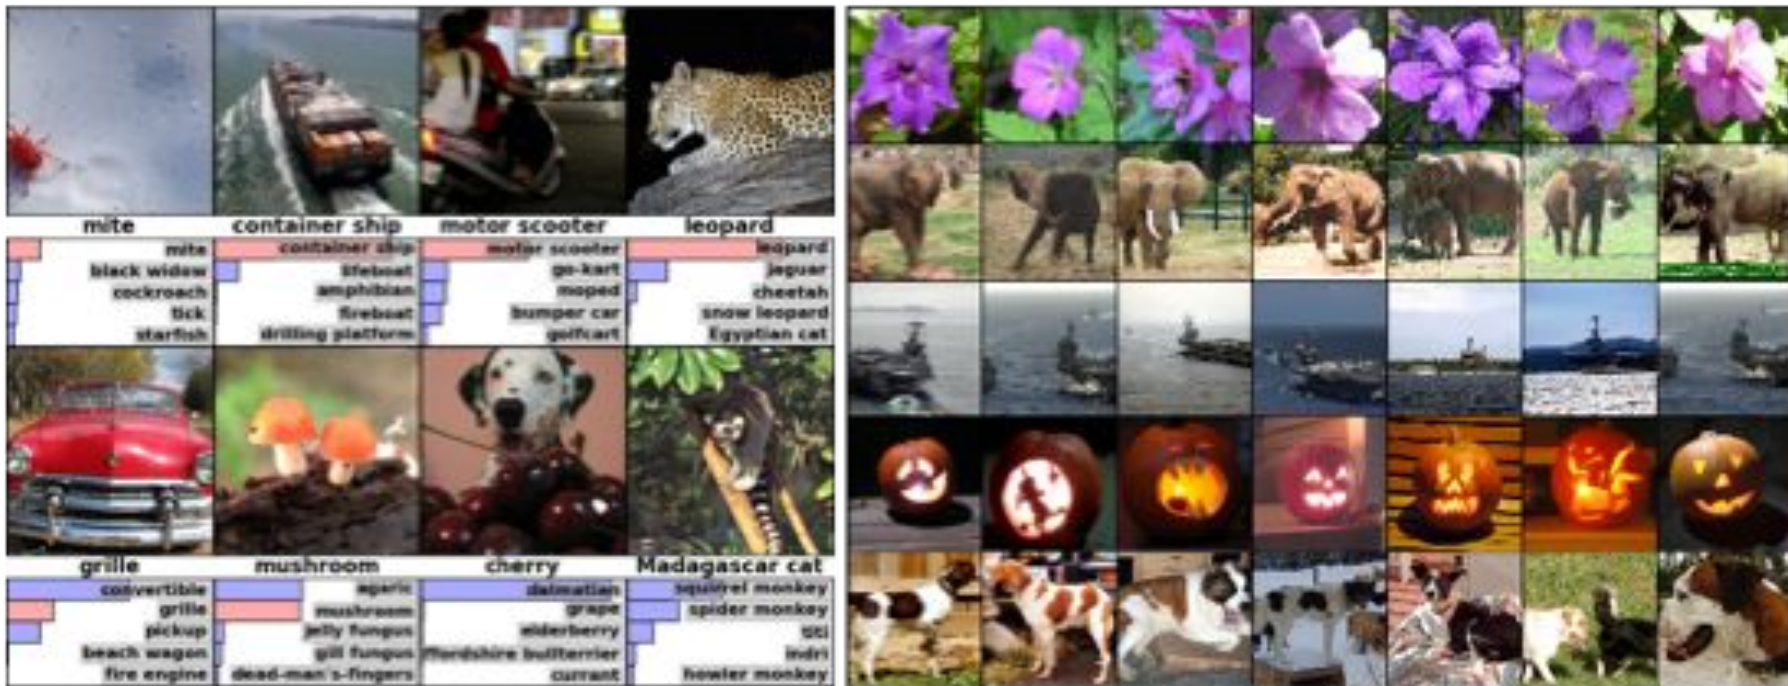 mite container ship motor scooter leopard
mite container ship motor scooter leopard
black widow lifeboat go-kart jaguar
cockroach amphibian moped cheetah
tick fireboat bumper car snow leopard
starfish drilling platform golfcart Egyptian cat
grille mushroom cherry Madagascar cat
convertible agaric dalmatian squirrel monkey
grille mushroom grape spider monkey
pickup jelly fungus elderberry titi
beach wagon gill fungus ffordshire bullterrier indri
fire engine dead-man's-fingers currant howler monkey